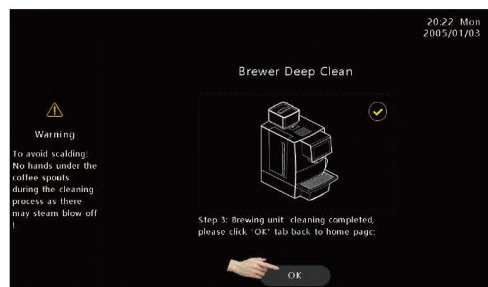 20:22 Mon
2005/01/03
Brewer Deep Clean
Warning
To avoid scalding!
No hands under the
coffee spouts
during the cleaning
process as there
may steam blow off
!
Step 3: Brewing unit cleaning completed,
please click "OK" tab back to home page:
OK